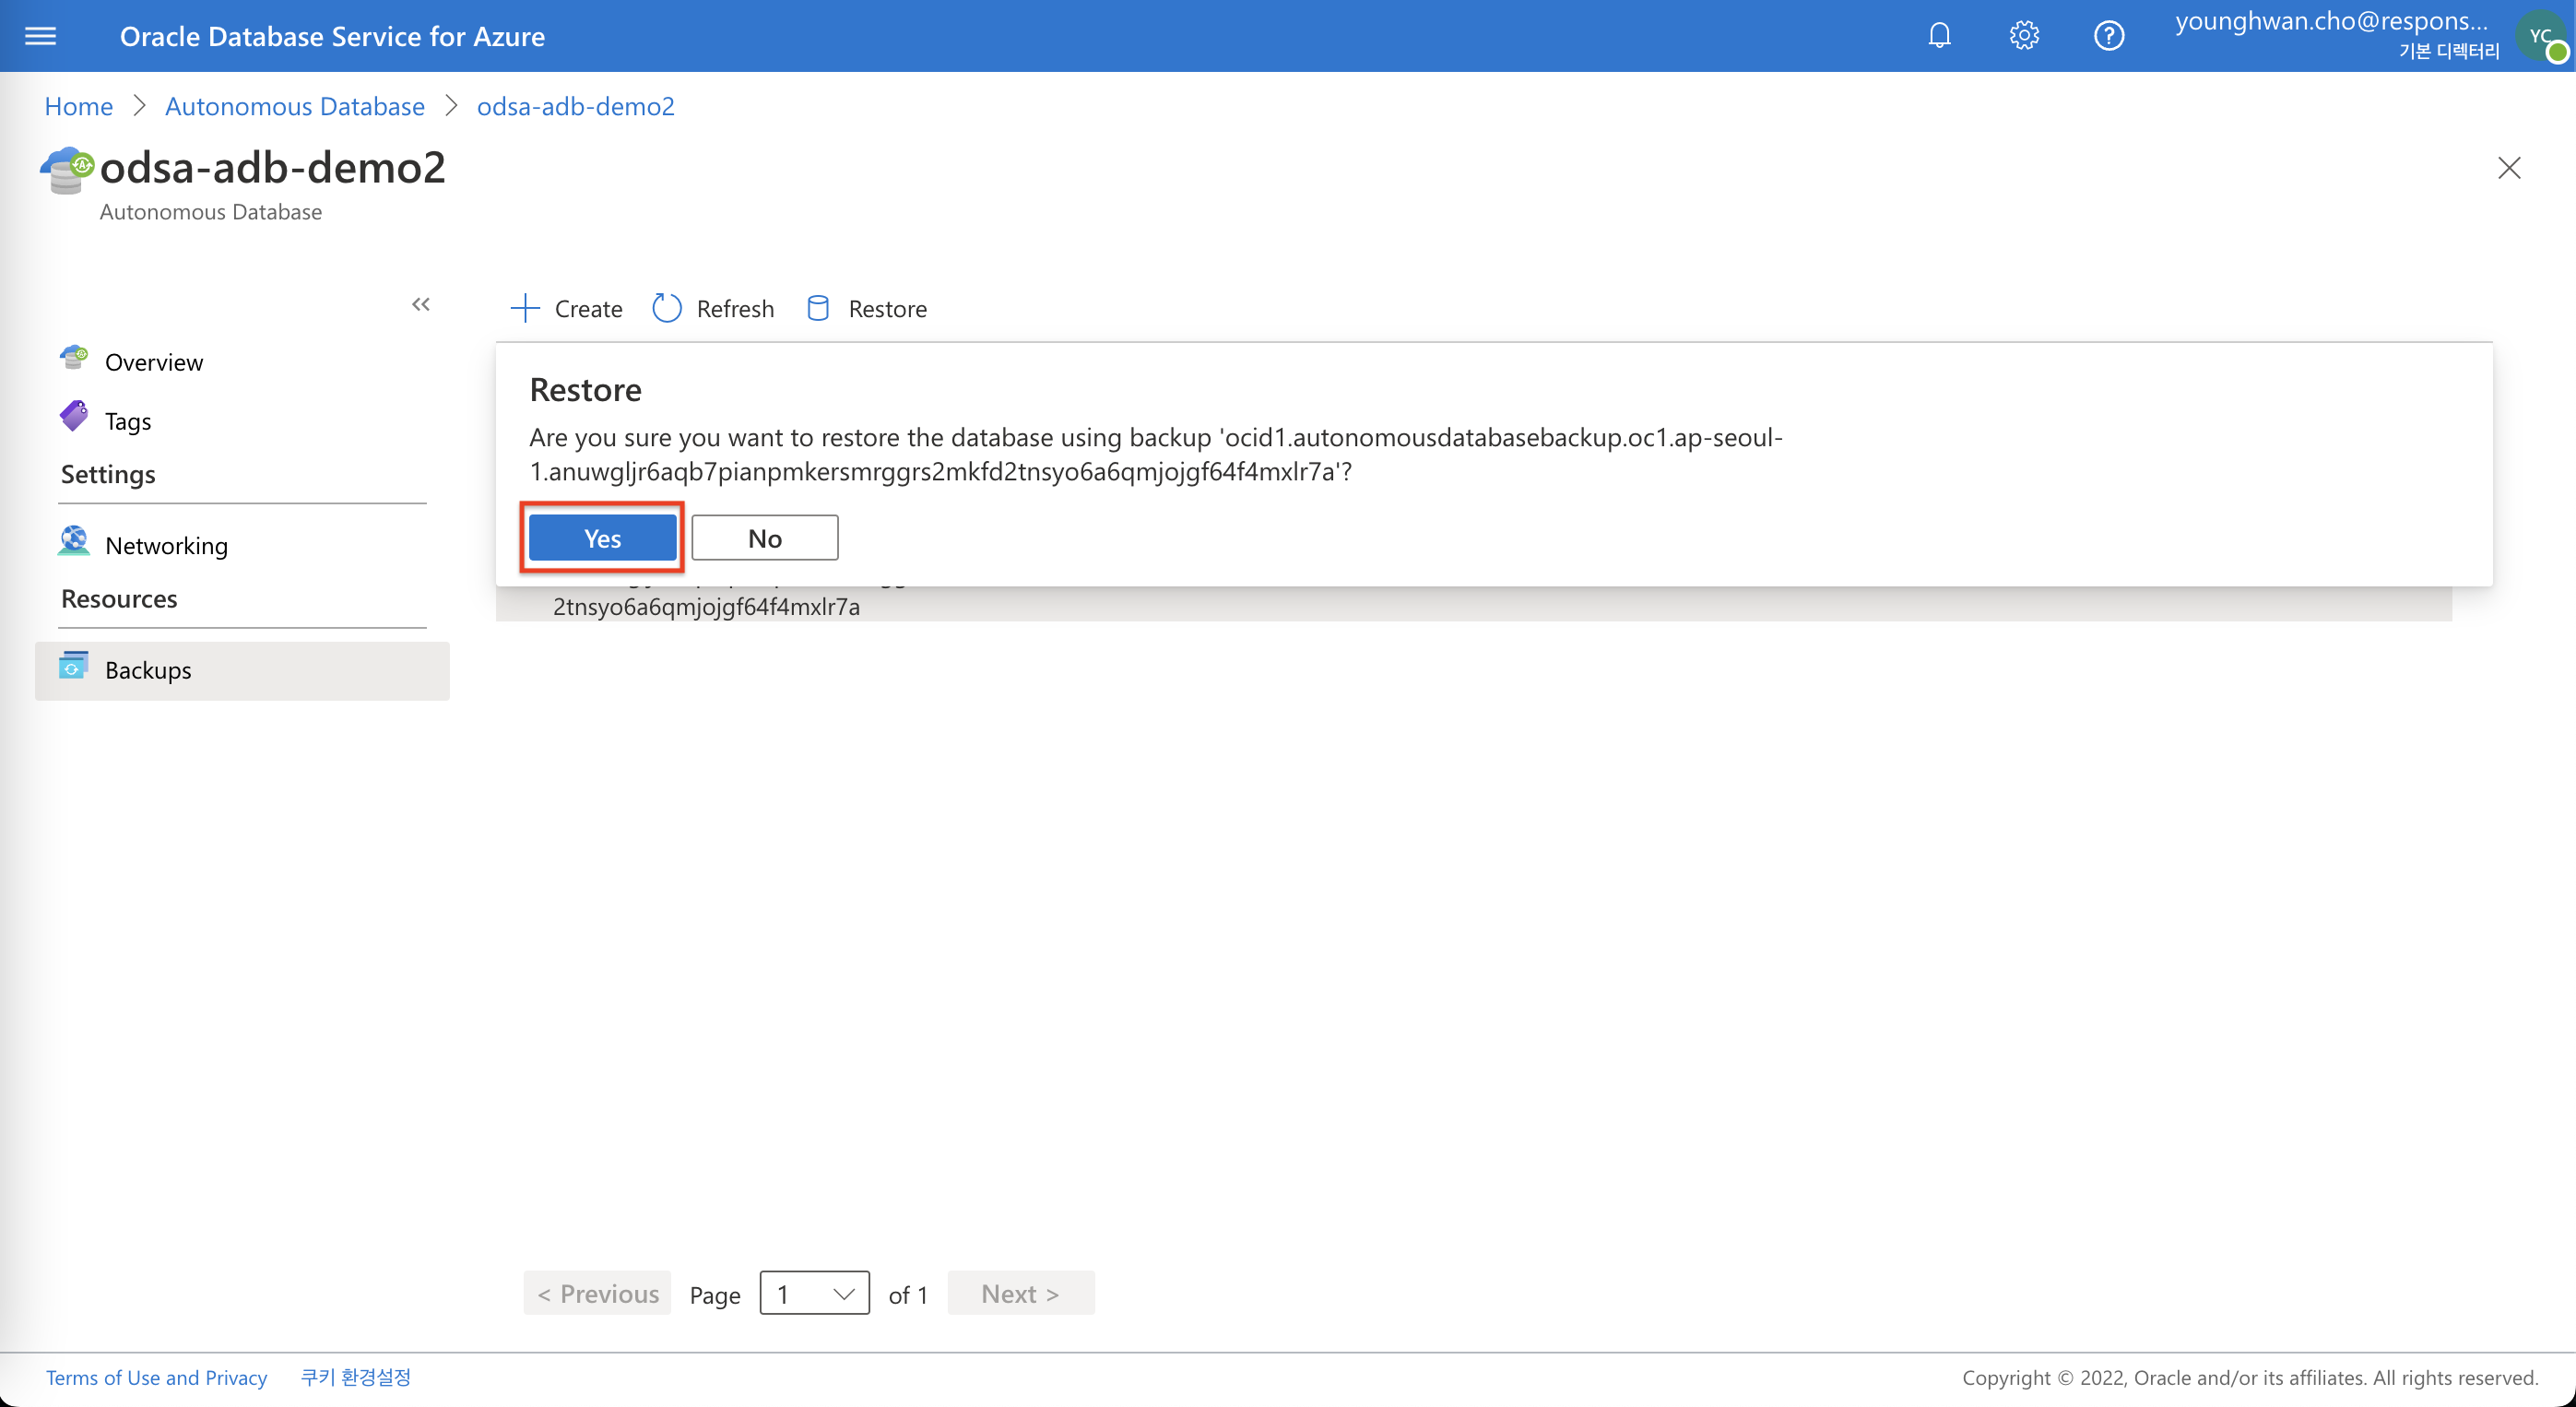 Oracle Database Service for Azure
younghwan.cho@respons...
기본 디렉터리
YC
Home > Autonomous Database > odsa-adb-demo2
odsa-adb-demo2
Autonomous Database
Create Refresh Restore
Overview
Tags
Settings
Networking
Resources
Backups
Restore
Are you sure you want to restore the database using backup 'ocid1.autonomousdatabasebackup.oc1.ap-seoul-
1.anuwgljr6aqb7pianpmkersmrggrs2mkfd2tnsyo6a6qmjojgf64f4mxlr7a'?
Yes No
2tnsyo6a6qmjojgf64f4mxlr7a
< Previous Page 1 of 1 Next >
Terms of Use and Privacy 쿠키 환경설정
Copyright © 2022, Oracle and/or its affiliates. All rights reserved.